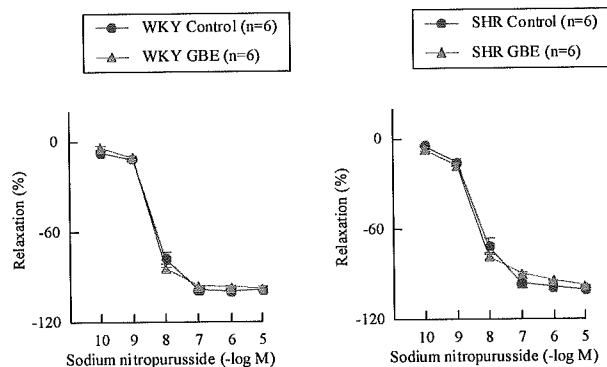 WKY Control (n=6)
WKY GBE (n=6)
SHR Control (n=6)
SHR GBE (n=6)
Relaxation (%)
0
-60
-120
10 9 8 7 6 5
Sodium nitropurusside (-log M)
Relaxation (%)
0
-60
-120
10 9 8 7 6 5
Sodium nitropurusside (-log M)